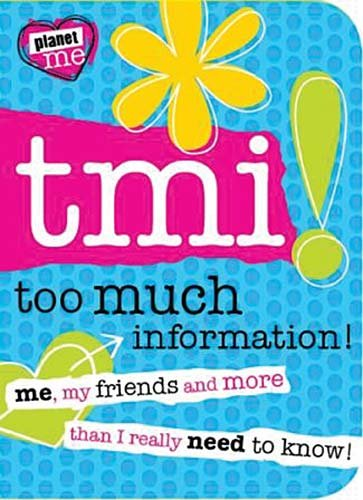 planet
me
tmi!
too much
information!
me, my friends and more
than I really need to know!